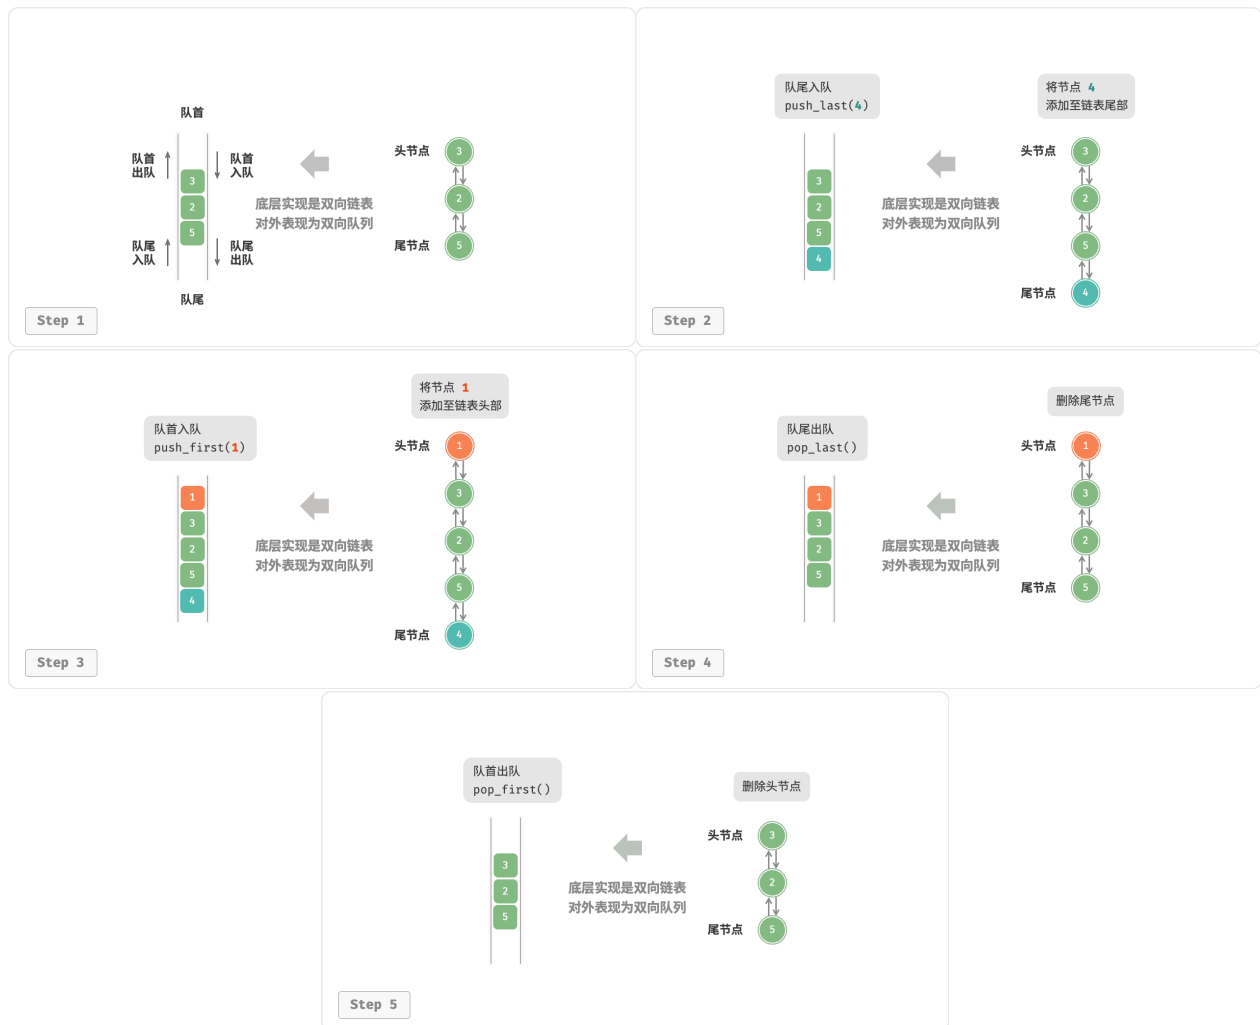 队首
队首
出队
队首
入队
3
2
5
队尾
入队
队尾
出队
队尾
底层实现是双向链表
对外表现为双向队列
头节点
3
2
尾节点
5
Step 1
队尾入队
push_last(4)
3
2
5
4
底层实现是双向链表
对外表现为双向队列
将节点 4
添加至链表尾部
头节点
3
2
5
尾节点
4
Step 2
队首入队
push_first(1)
1
3
2
5
4
底层实现是双向链表
对外表现为双向队列
将节点 1
添加至链表头部
头节点
1
3
2
5
尾节点
4
Step 3
队尾出队
pop_last()
1
3
2
5
底层实现是双向链表
对外表现为双向队列
删除尾节点
头节点
1
3
2
尾节点
5
Step 4
队首出队
pop_first()
3
2
5
底层实现是双向链表
对外表现为双向队列
删除头节点
头节点
3
2
尾节点
5
Step 5